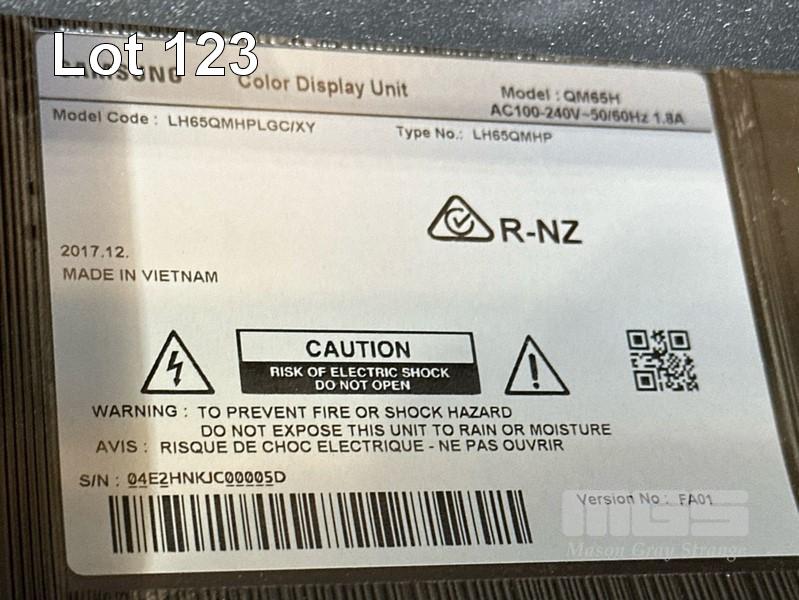 Lot 123
SAMSUNG Color Display Unit Model : QM65H
AC100-240V~50/60Hz 1.8A
Model Code : LH65QMHPLGC/XY Type No.: LH65QMHP
R-NZ
2017.12.
MADE IN VIETNAM
CAUTION
RISK OF ELECTRIC SHOCK
DO NOT OPEN
WARNING : TO PREVENT FIRE OR SHOCK HAZARD
DO NOT EXPOSE THIS UNIT TO RAIN OR MOISTURE
AVIS : RISQUE DE CHOC ELECTRIQUE - NE PAS OUVRIR
S/N : 04E2HNKJC00005D
Version No : FA01
MGS
Mason Gray Strange